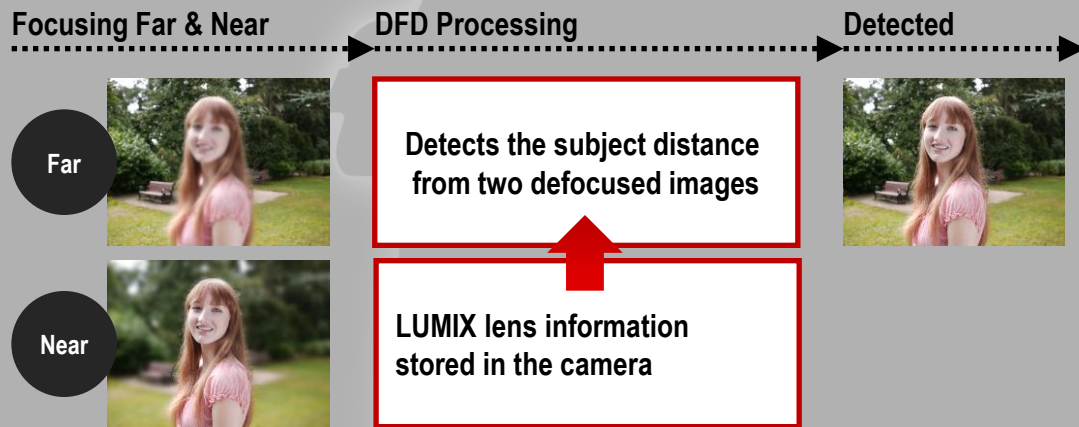 Focusing Far & Near
DFD Processing
Detected
Far
Detects the subject distance
from two defocused images
Near
LUMIX lens information
stored in the camera